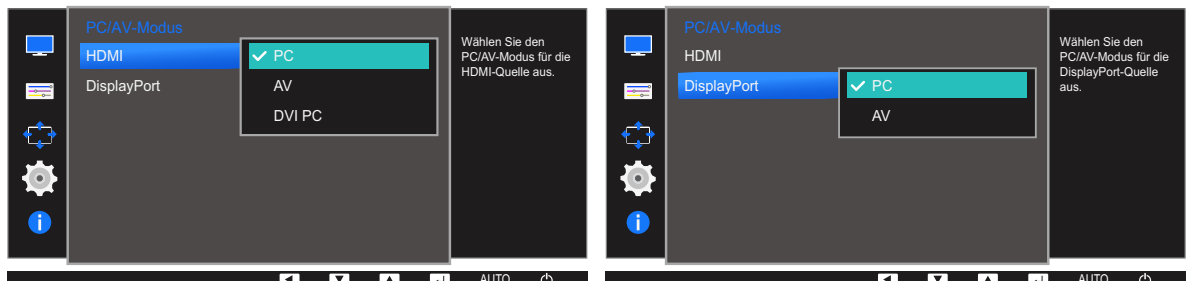 PC/AV-Modus
HDMI
PC
DisplayPort
AV
DVI PC
Wählen Sie den
PC/AV-Modus für die
HDMI-Quelle aus.
AUTO
PC/AV-Modus
HDMI
DisplayPort
PC
AV
Wählen Sie den
PC/AV-Modus für die
DisplayPort-Quelle
aus.
AUTO